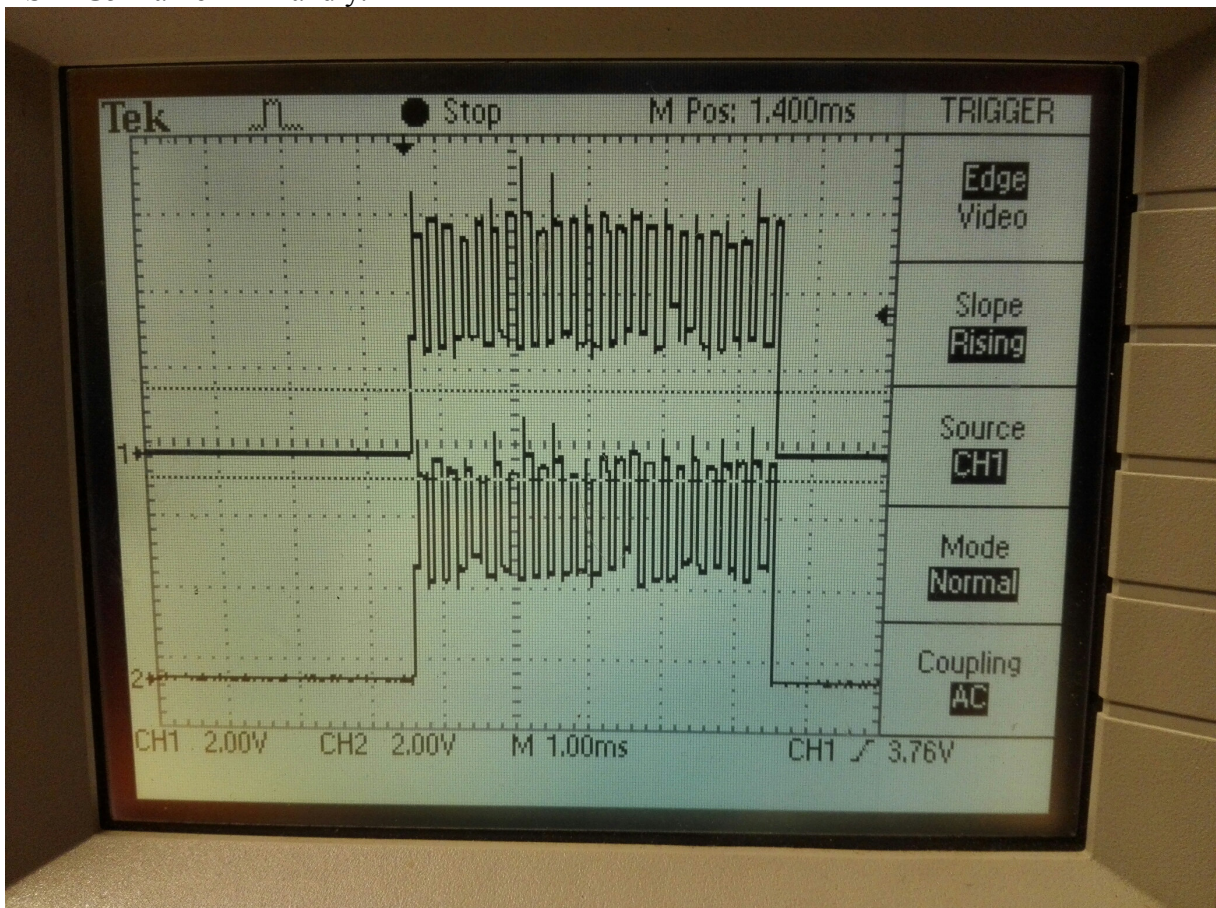 Tek Stop M Pos: 1.400ms TRIGGER
Edge
Video
Slope
Rising
Source
CH1
Mode
Normal
Coupling
AC
1
2
CH1 2.00V CH2 2.00V M 1.00ms CH1 3.76V